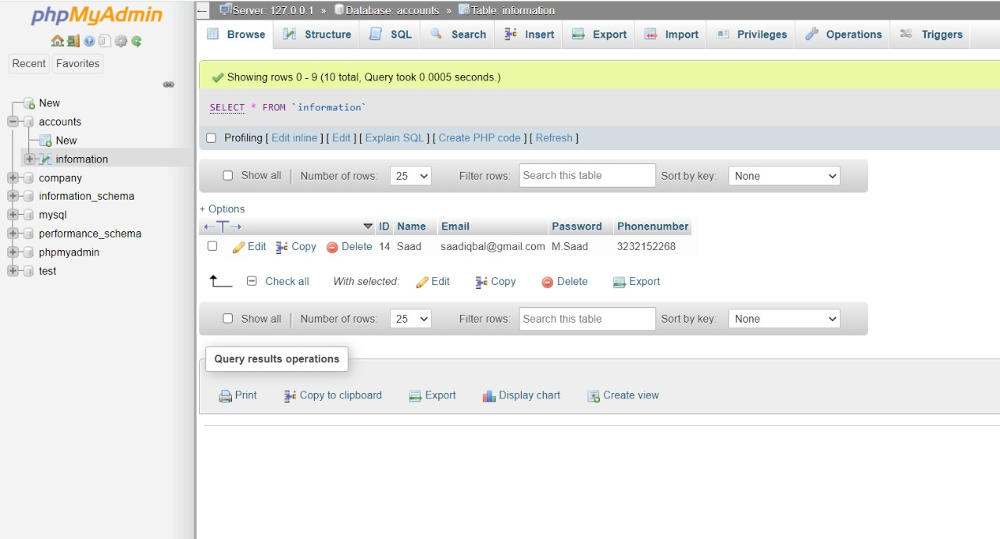 phpMyAdmin
Recent Favorites
New
accounts
New
information
company
information_schema
mysql
performance_schema
phpmyadmin
test
Server: 127.0.0.1 » Database: accounts » Table: information
Browse Structure SQL Search Insert Export Import Privileges Operations Triggers
Showing rows 0 - 9 (10 total, Query took 0.0005 seconds.)
SELECT * FROM `information`
Profiling [ Edit inline ] [ Edit ] [ Explain SQL ] [ Create PHP code ] [ Refresh ]
Show all | Number of rows: 25 Filter rows: Search this table Sort by key: None
+ Options
←T→ ID Name Email Password Phonenumber
Edit Copy Delete 14 Saad saadiqbal@gmail.com M.Saad 3232152268
Check all With selected: Edit Copy Delete Export
Show all | Number of rows: 25 Filter rows: Search this table Sort by key: None
Query results operations
Print Copy to clipboard Export Display chart Create view